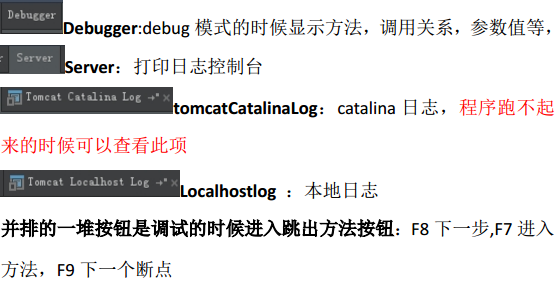 Debugger Debugger:debug 模式的时候显示方法，调用关系，参数值等，
Server Server：打印日志控制台
Tomcat Catalina Log →" × tomcatCatalinaLog：catalina 日志，程序跑不起
来的时候可以查看此项
Tomcat Localhost Log →" × Localhostlog ：本地日志
并排的一堆按钮是调试的时候进入跳出方法按钮：F8 下一步,F7 进入
方法，F9 下一个断点